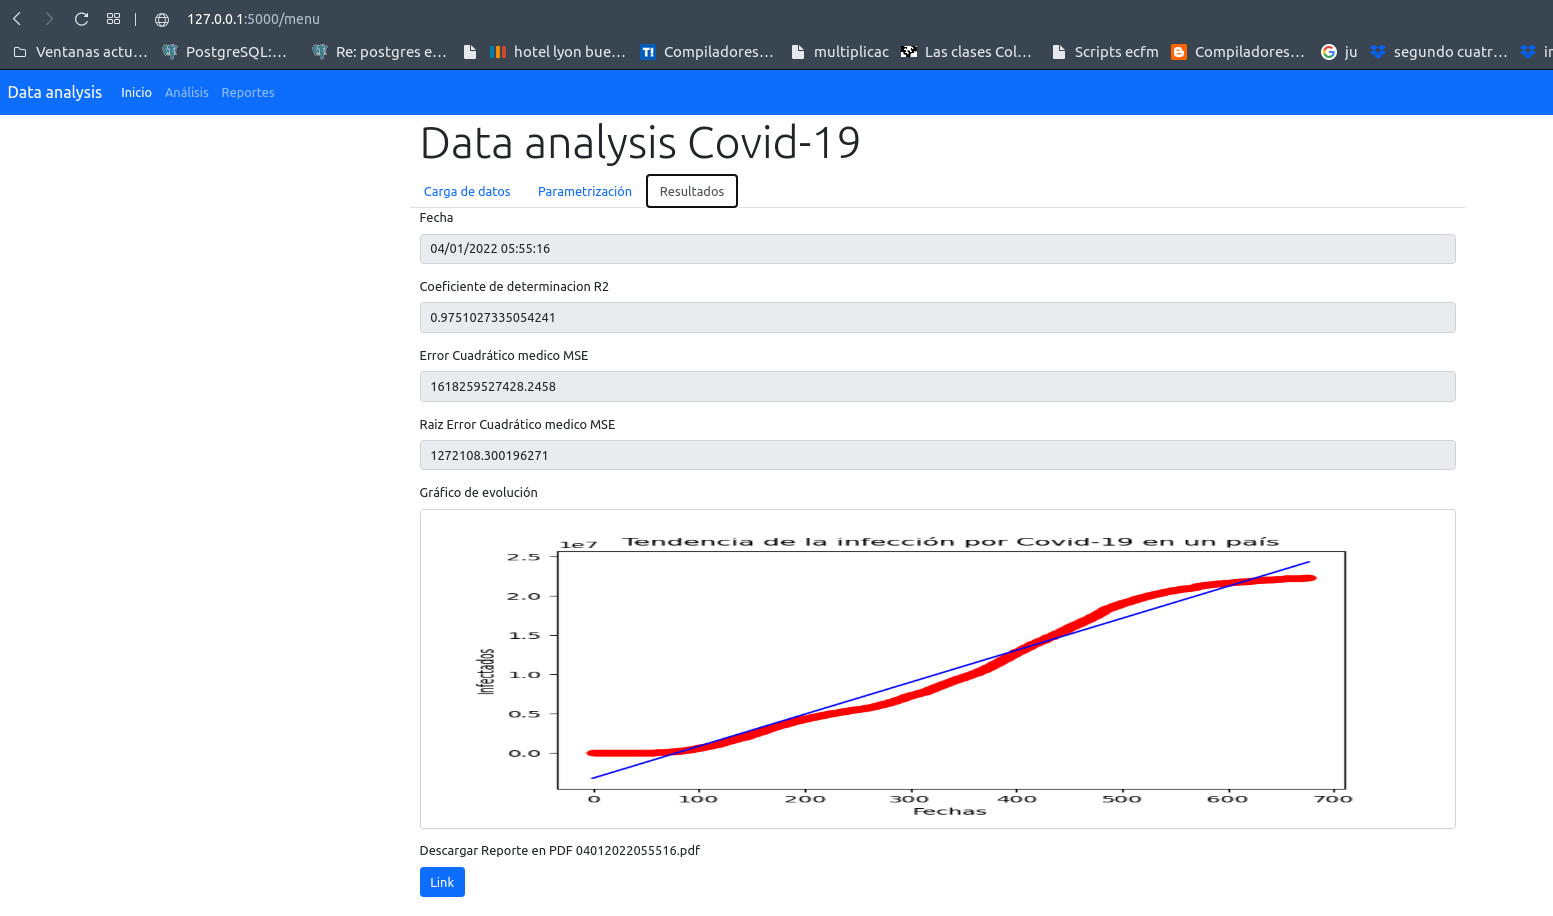 127.0.0.1:5000/menu
Ventanas actu... PostgreSQL:... Re: postgres e... hotel lyon bue... T! Compiladores... multiplicac Las clases Col... Scripts ecfm Compiladores... ju segundo cuatr...
Data analysis Inicio Análisis Reportes
Data analysis Covid-19
Carga de datos Parametrización Resultados
Fecha
04/01/2022 05:55:16
Coeficiente de determinacion R2
0.9751027335054241
Error Cuadrático medico MSE
1618259527428.2458
Raiz Error Cuadrático medico MSE
1272108.300196271
Gráfico de evolución
1e7 Tendencia de la infección por Covid-19 en un país
2.5
2.0
1.5
1.0
0.5
0.0
Infectados
0 100 200 300 400 500 600 700
Fechas
Descargar Reporte en PDF 04012022055516.pdf
Link